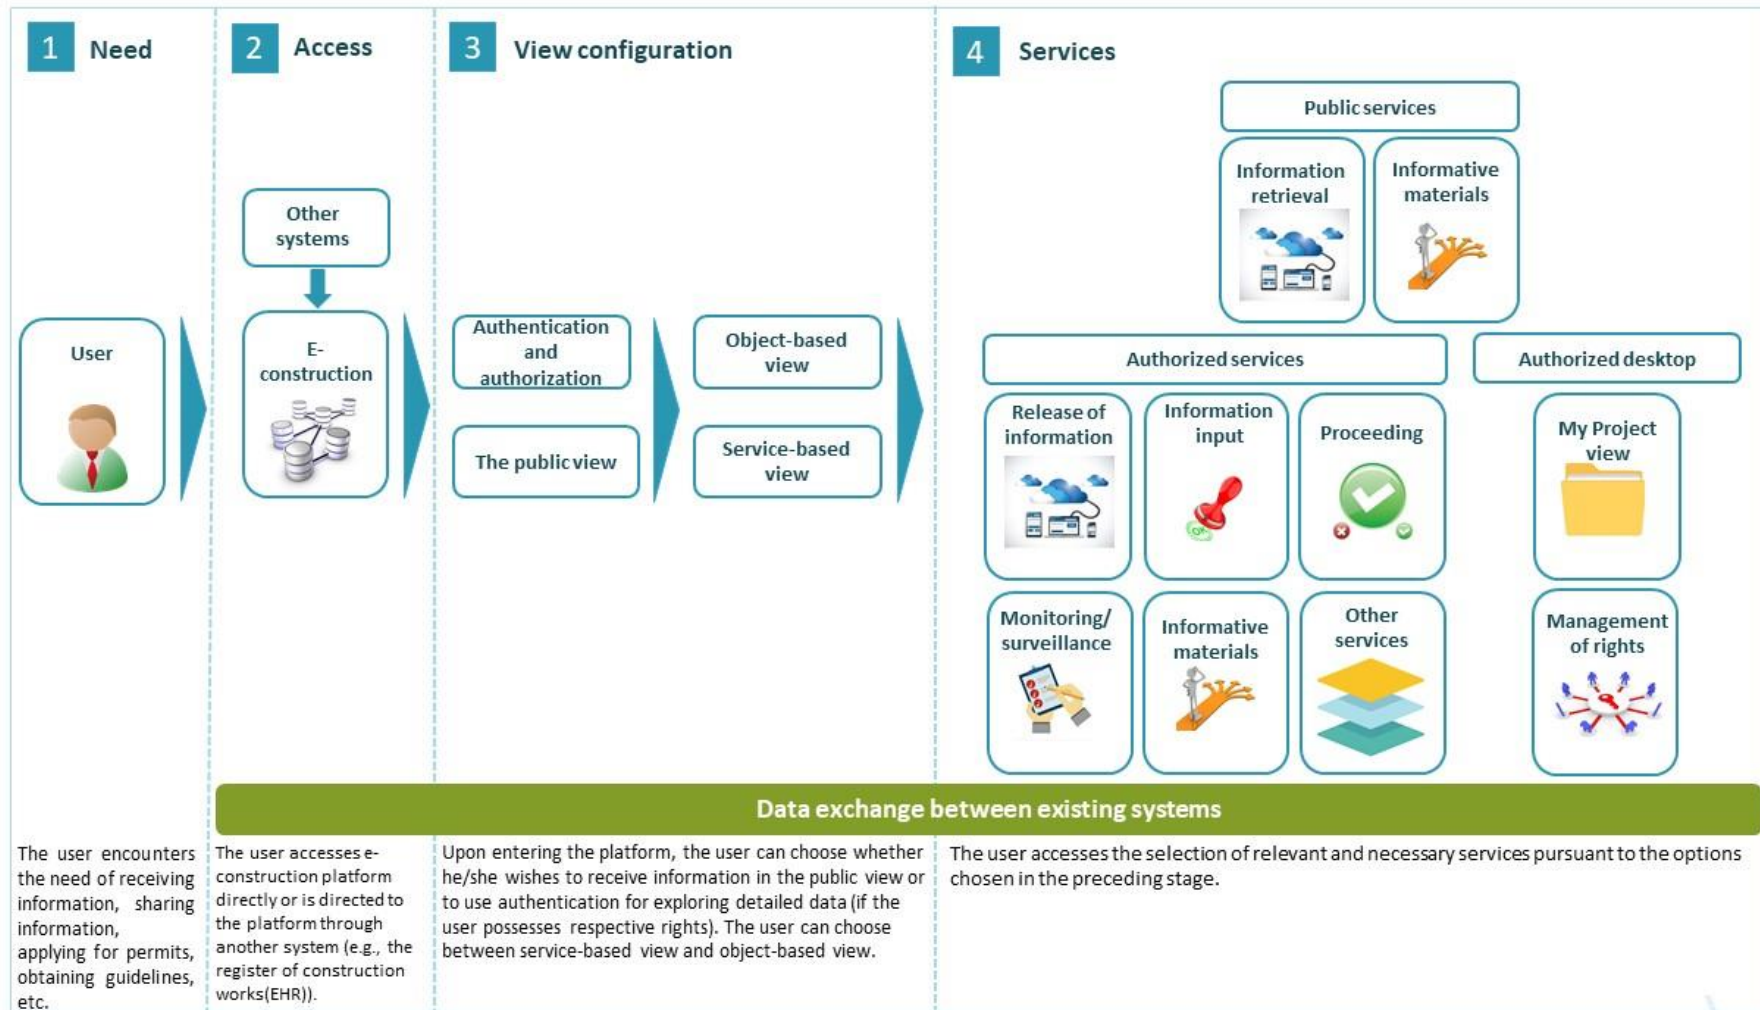 1 Need
2 Access
3 View configuration
4 Services
Public services
Information
retrieval
Informative
materials
Other
systems
User
E-
construction
Authentication
and
authorization
The public view
Object-based
view
Service-based
view
Authorized services
Authorized desktop
Release of
information
Information
input
Proceeding
My Project
view
Monitoring/
surveillance
Informative
materials
Other
services
Management
of rights
Data exchange between existing systems
The user encounters
the need of receiving
information, sharing
information,
applying for permits,
obtaining guidelines,
etc.
The user accesses e-
construction platform
directly or is directed to
the platform through
another system (e.g., the
register of construction
works(EHR)).
Upon entering the platform, the user can choose whether
he/she wishes to receive information in the public view or
to use authentication for exploring detailed data (if the
user possesses respective rights). The user can choose
between service-based view and object-based view.
The user accesses the selection of relevant and necessary services pursuant to the options
chosen in the preceding stage.